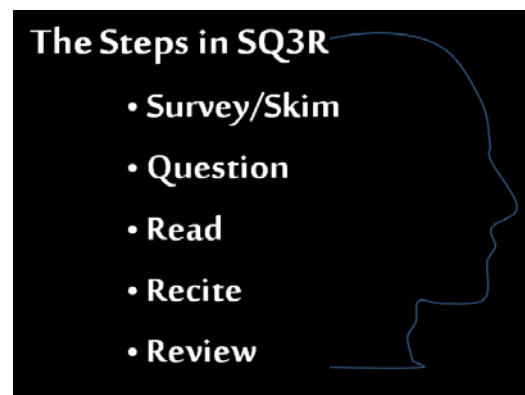 The Steps in SQ3R
• Survey/Skim
• Question
• Read
• Recite
• Review